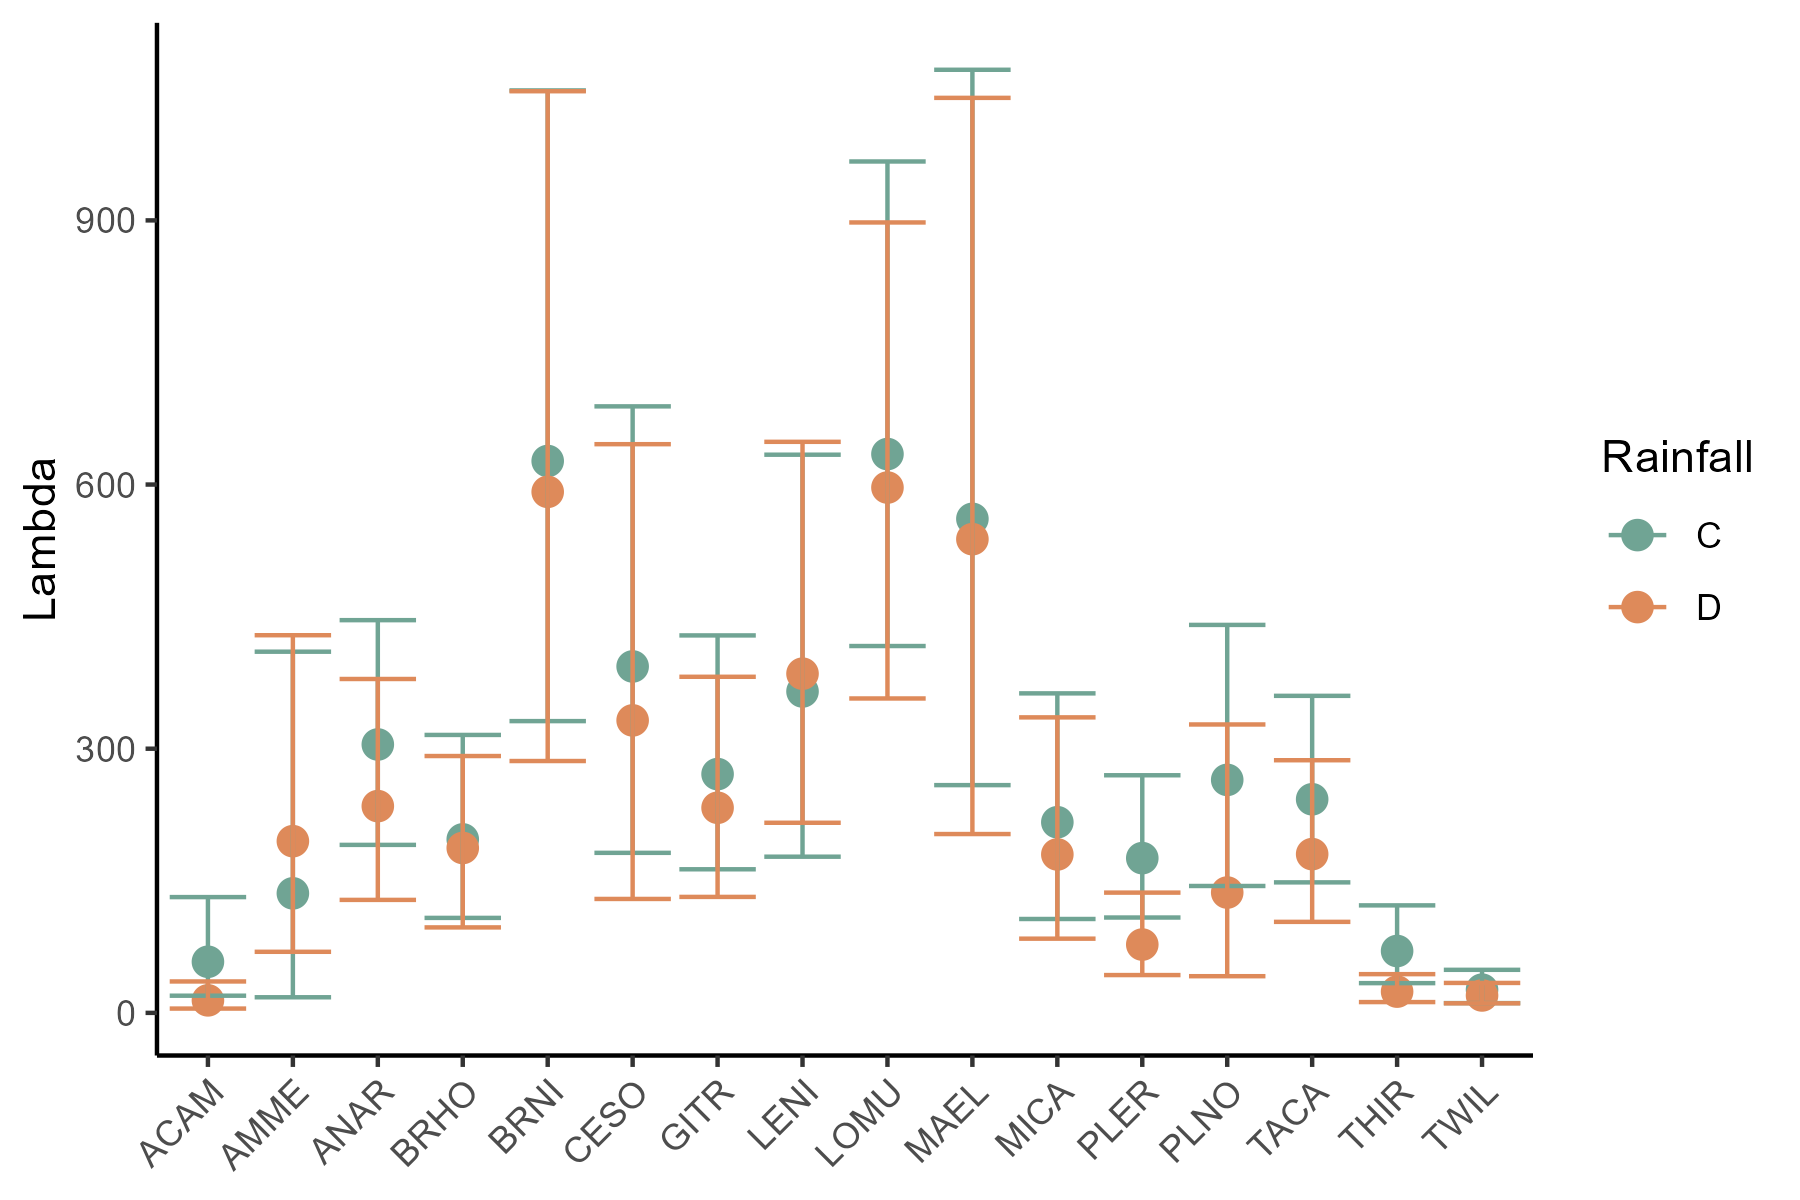 Lambda
900
600
300
0
ACAM
AMME
ANAR
BRHO
BRNI
CESO
GITR
LENI
LOMU
MAEL
MICA
PLER
PLNO
TACA
THIR
TWIL
Rainfall
C
D